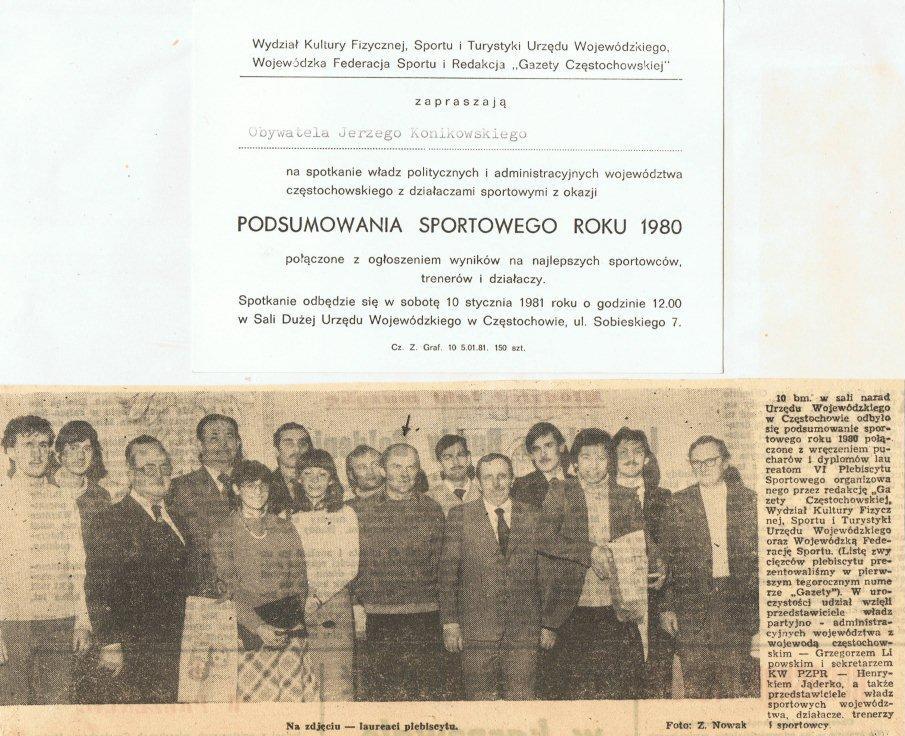 Wydział Kultury Fizycznej, Sportu i Turystyki Urzędu Wojewódzkiego,
Wojewódzka Federacja Sportu i Redakcja „Gazety Częstochowskiej"
zapraszają
Obywatela Jerzego Konikowskiego
na spotkanie władz politycznych i administracyjnych województwa
częstochowskiego z działaczami sportowymi z okazji
PODSUMOWANIA SPORTOWEGO ROKU 1980
połączone z ogłoszeniem wyników na najlepszych sportowców,
trenerów i działaczy.
Spotkanie odbędzie się w sobotę 10 stycznia 1981 roku o godzinie 12.00
w Sali Dużej Urzędu Wojewódzkiego w Częstochowie, ul. Sobieskiego 7.
Cz. Z. Graf. 10 5.01.81. 150 szt.
10 bm. w sali narad
Urzędu Wojewódzkiego
w Częstochowie odbyło
się podsumowanie spor-
towego roku 1980 połą-
czone z wręczeniem pu-
charów i dyplomów lau
reatom VI Plebiscytu
Sportowego organizowa
nego przez redakcję „Ga
zety Częstochowskiej,
Wydział Kultury Fizycz
nej, Sportu i Turystyki
Urzędu Wojewódzkiego
oraz Wojewódzką Fede-
rację Sportu. (Listę zwy
cięzców plebiscytu pre-
zentowaliśmy w pierw-
szym tegorocznym nume
rze „Gazety"). W uro-
czystości udział wzięli
przedstawiciele władz
partyjno - administra-
cyjnych województwa z
wojewodą częstochow-
skim — Grzegorzem Li
powskim i sekretarzem
KW PZPR — Henry-
kiem Jąderko, a także
przedstawiciele władz
sportowych wojewódz-
twa, działacze, trenerzy
i sportowcy.
Na zdjęciu — laureaci plebiscytu.
Foto: Z. Nowak